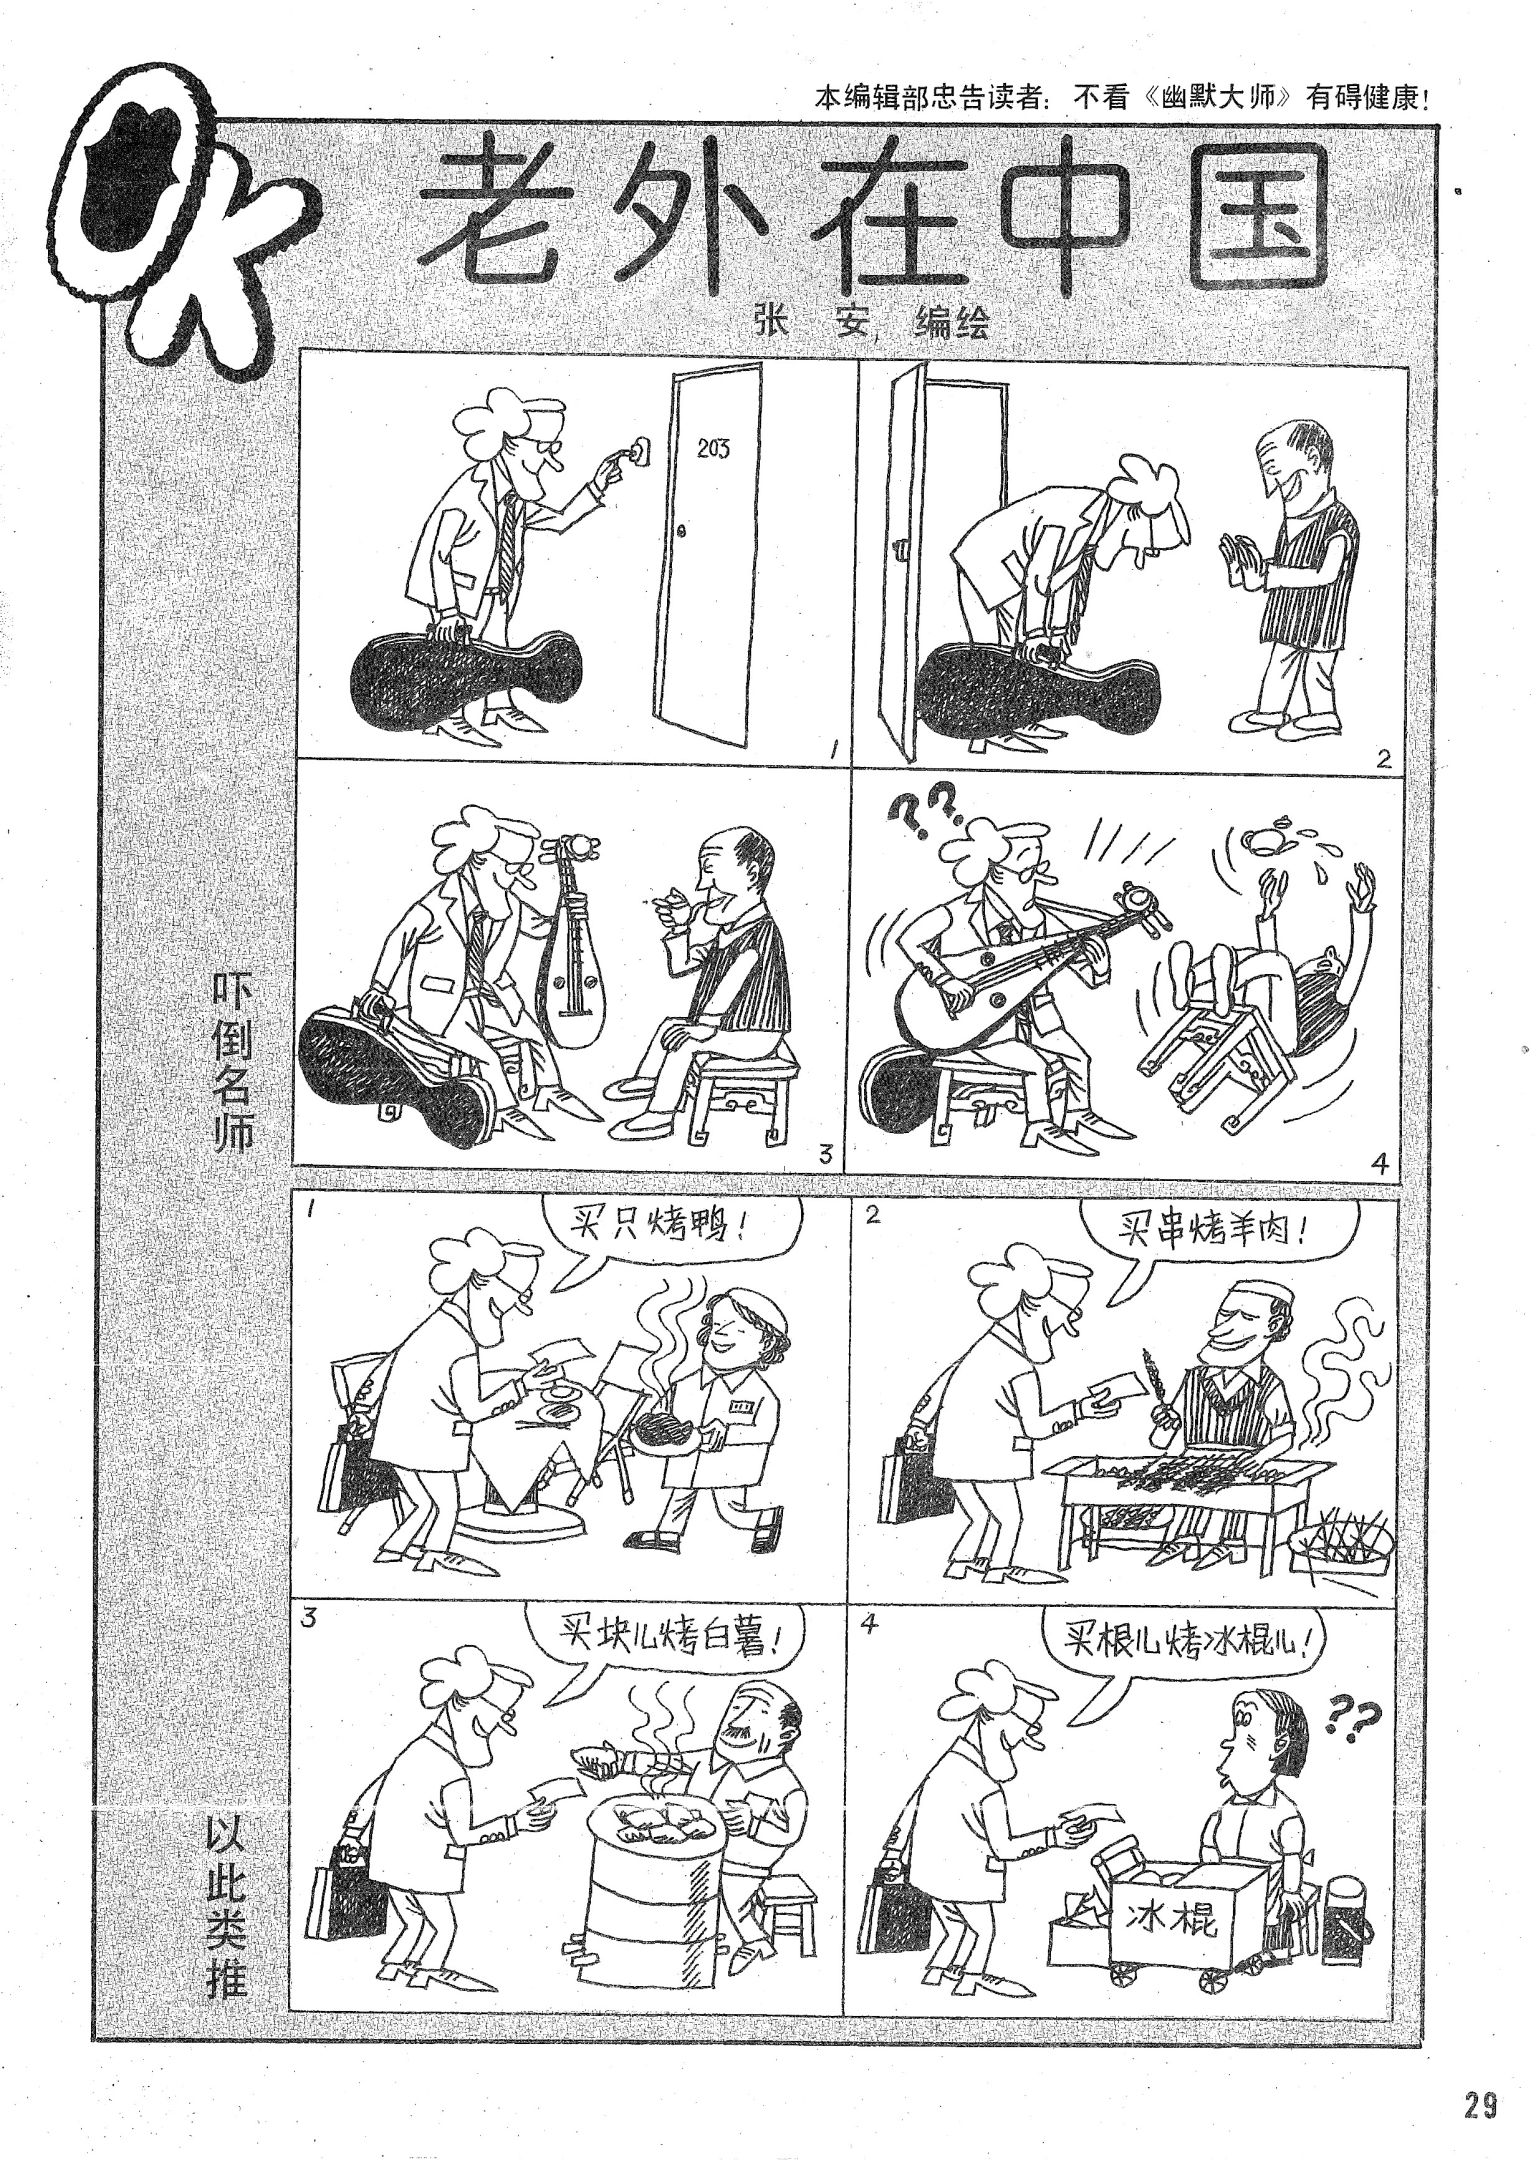 本编辑部忠告读者：不看《幽默大师》有碍健康！
OK
老外在中国
张安 编绘
吓倒名师
203
1
2
3
??
4
以此类推
1
买只烤鸭！
2
买串烤羊肉！
3
买块儿烤白薯！
4
买根儿烤冰棍儿！
??
冰棍
29